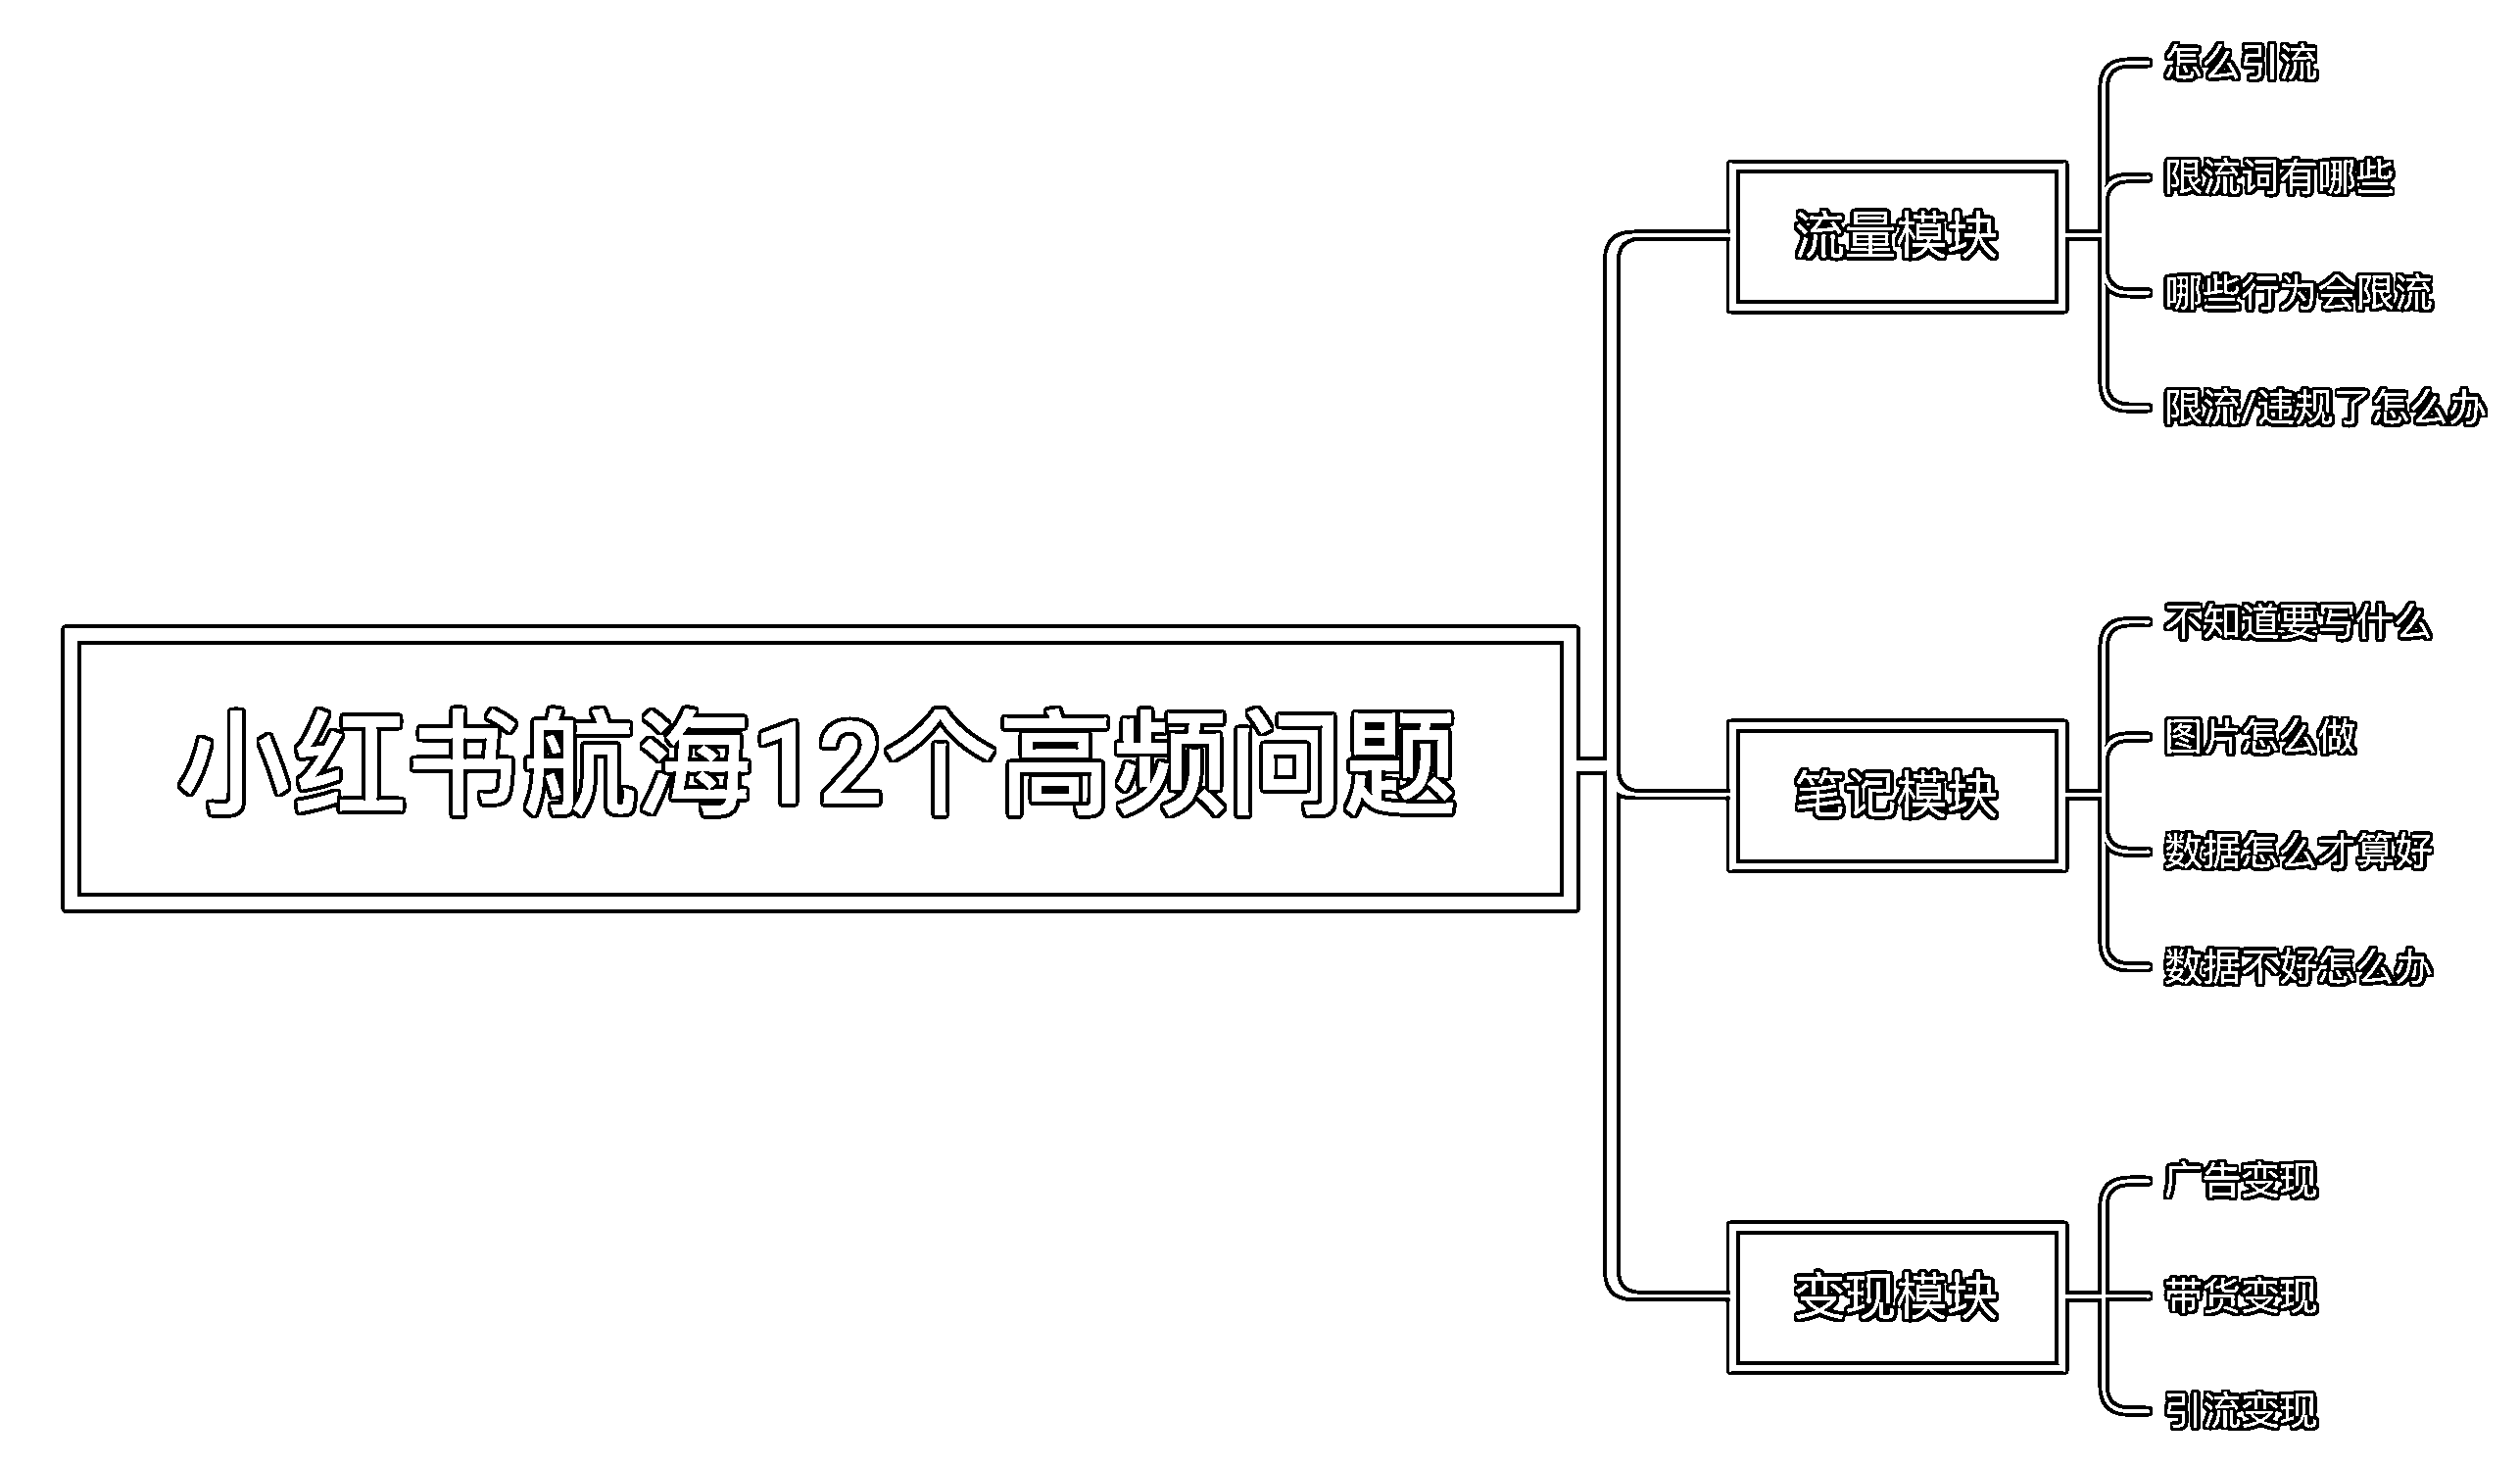 小红书航海12个高频问题
流量模块
怎么引流
限流词有哪些
哪些行为会限流
限流/违规了怎么办
笔记模块
不知道要写什么
图片怎么做
数据怎么才算好
数据不好怎么办
变现模块
广告变现
带货变现
引流变现